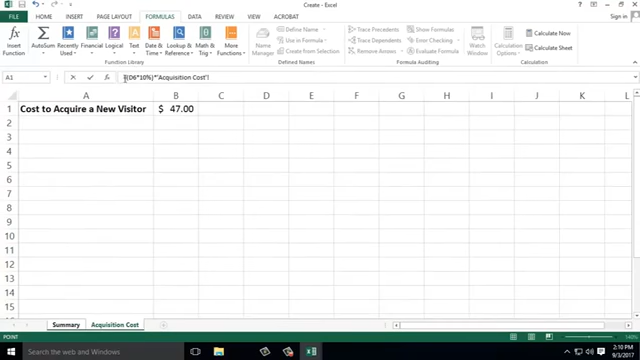 Create - Excel
Sign in
FILE HOME INSERT PAGE LAYOUT FORMULAS DATA REVIEW VIEW ACROBAT
Insert Function
AutoSum
Recently Used
Financial
Logical
Text
Date & Time
Lookup & Reference
Math & Trig
More Functions
Function Library
Name Manager
Define Name
Use in Formula
Create from Selection
Defined Names
Trace Precedents
Trace Dependents
Remove Arrows
Show Formulas
Error Checking
Evaluate Formula
Formula Auditing
Watch Window
Calculation Options
Calculate Now
Calculate Sheet
Calculation
A1 fx (D6*10%)*'Acquisition Cost'!
A B C D E F G H I J K L
1 Cost to Acquire a New Visitor $ 47.00
2
3
4
5
6
7
8
9
10
11
12
13
14
15
Summary Acquisition Cost
POINT
Search the web and Windows
2:10 PM
9/3/2017